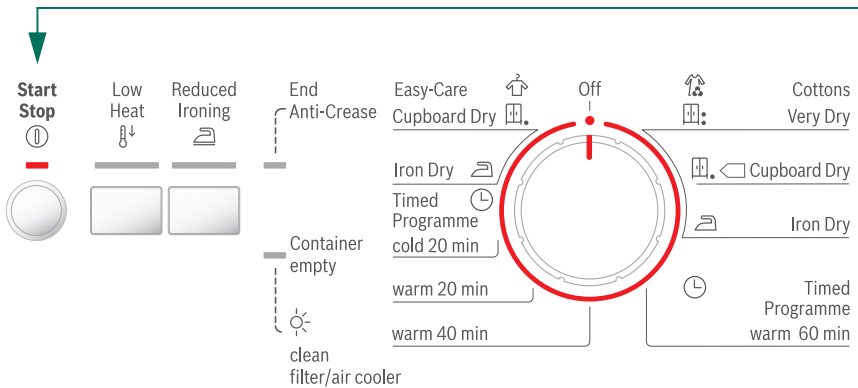 Start
Stop
Low
Heat
Reduced
Ironing
End
Anti-Crease
Container
empty
clean
filter/air cooler
Easy-Care
Cupboard Dry
Iron Dry
Timed
Programme
cold 20 min
warm 20 min
warm 40 min
Off
Cottons
Very Dry
Cupboard Dry
Iron Dry
Timed
Programme
warm 60 min